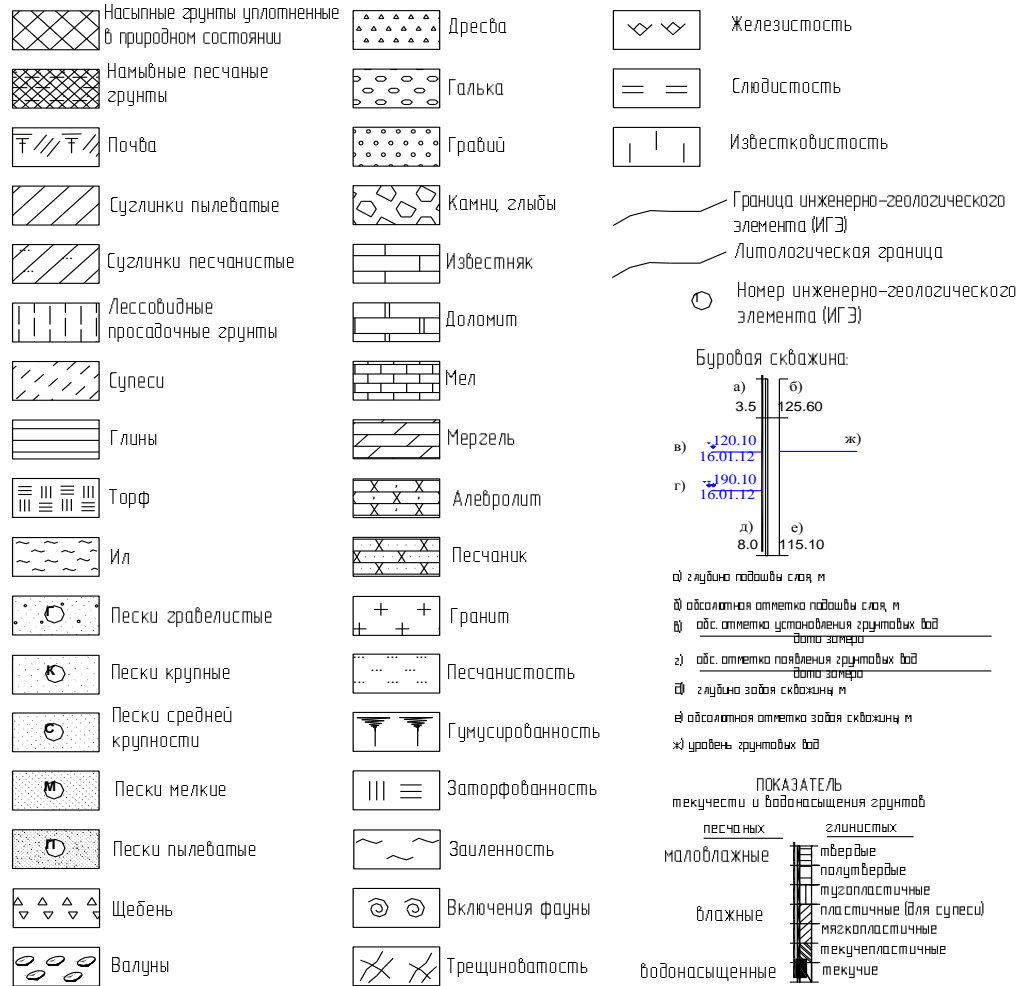 Насыпные грунты уплотненные
в природном состоянии
Намывные песчаные
грунты
Почва
Суглинки пылеватые
Суглинки песчанистые
Лессовидные
просадочные грунты
Супеси
Глины
Торф
Ил
Г
Пески гравелистые
К
Пески крупные
С
Пески средней
крупности
М
Пески мелкие
П
Пески пылеватые
Щебень
Валуны
Дресва
Галька
Гравий
Камни, глыбы
Известняк
Доломит
Мел
Мергель
Алевролит
Песчаник
Гранит
Песчанистость
Гумусированность
Заторфованность
Заиленность
Включения фауны
Трещиноватость
Железистость
Слюдистость
Известковистость
Граница инженерно-геологического
элемента (ИГЭ)
Литологическая граница
1
Номер инженерно-геологического
элемента (ИГЭ)
Буровая скважина:
а) б)
3.5 125.60
в) 120.10 ж)
16.01.12
г) 190.10
16.01.12
д) е)
8.0 115.10
а) глубина подошвы слоя, м
б) абсолютная отметка подошвы слоя, м
в) абс. отметка установления грунтовых вод
дата замера
г) абс. отметка появления грунтовых вод
дата замера
д) глубина забоя скважины, м
е) абсолютная отметка забоя скважины, м
ж) уровень грунтовых вод
ПОКАЗАТЕЛЬ
текучести и водонасыщения грунтов
песчаных глинистых
маловлажные твердые
полутвердые
тугопластичные
влажные пластичные (для супеси)
мягкопластичные
текучепластичные
водонасыщенные текучие